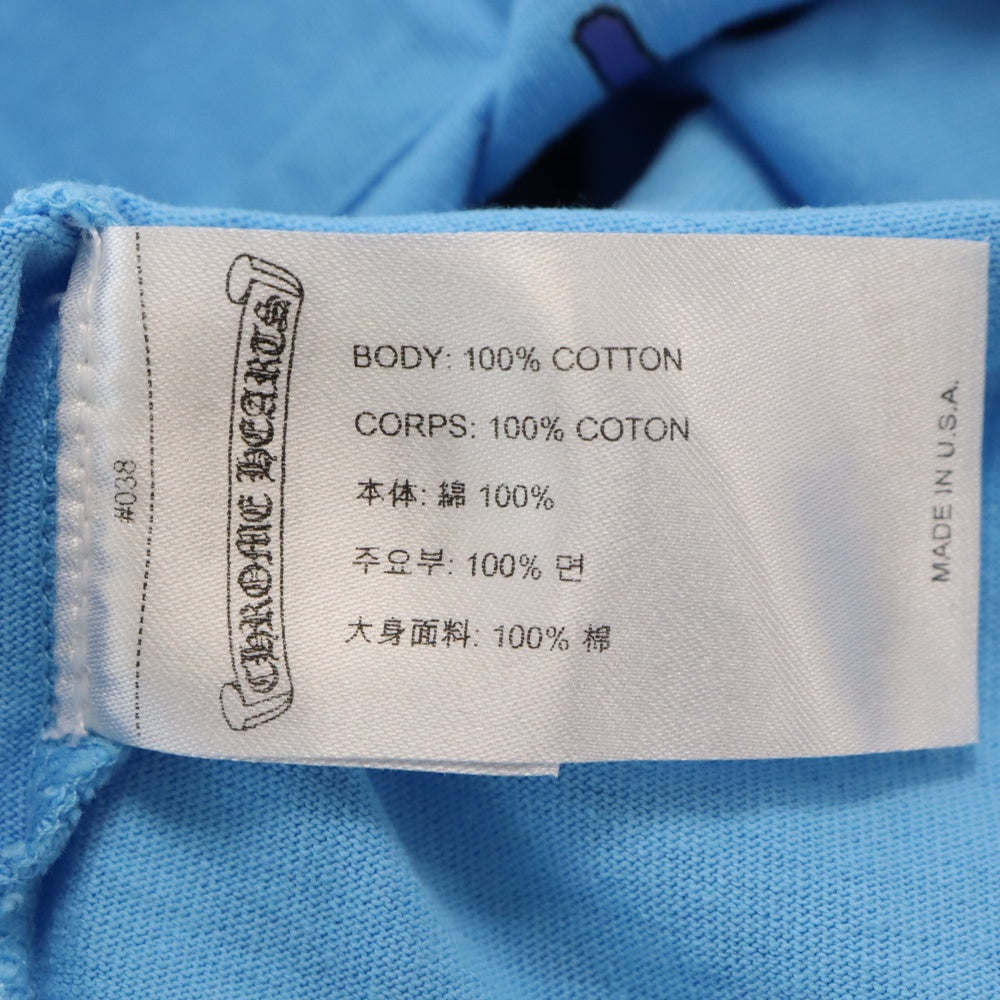 #038
CHROME HEARTS
BODY: 100% COTTON
CORPS: 100% COTON
本体: 綿 100%
주요부: 100% 면
大身面料: 100% 棉
MADE IN U.S.A.